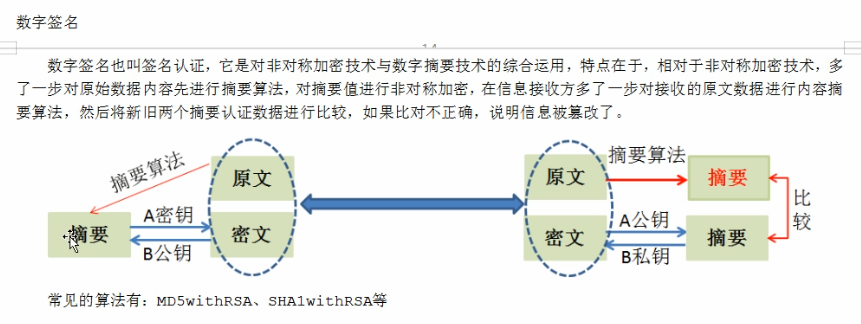 数字签名
14
数字签名也叫签名认证，它是对非对称加密技术与数字摘要技术的综合运用，特点在于，相对于非对称加密技术，多
了一步对原始数据内容先进行摘要算法，对摘要值进行非对称加密，在信息接收方多了一步对接收的原文数据进行内容摘
要算法，然后将新旧两个摘要认证数据进行比较，如果比对不正确，说明信息被篡改了。
摘要算法
原文
摘要
A密钥
B公钥
密文
原文
摘要算法
摘要
密文
A公钥
B私钥
摘要
比
较
常见的算法有：MD5withRSA、SHA1withRSA等